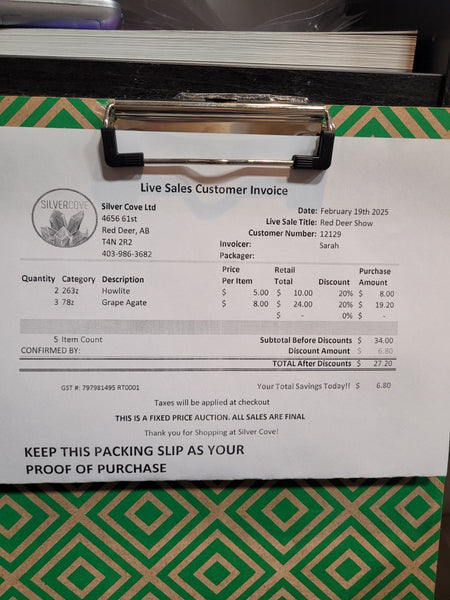 Live Sales Customer Invoice
SILVERCOVE
Silver Cove Ltd
4656 61st
Red Deer, AB
T4N 2R2
403-986-3682
Date: February 19th 2025
Live Sale Title: Red Deer Show
Customer Number: 12129
Invoicer: Sarah
Packager:
Quantity Category Description Price Per Item Retail Total Discount Purchase Amount
2 263z Howlite $ 5.00 $ 10.00 20% $ 8.00
3 78z Grape Agate $ 8.00 $ 24.00 20% $ 19.20
$ - 0% $ -
5 Item Count Subtotal Before Discounts $ 34.00
CONFIRMED BY: Discount Amount $ 6.80
TOTAL After Discounts $ 27.20
GST #: 797981495 RT0001 Your Total Savings Today!! $ 6.80
Taxes will be applied at checkout
THIS IS A FIXED PRICE AUCTION. ALL SALES ARE FINAL
Thank you for Shopping at Silver Cove!
KEEP THIS PACKING SLIP AS YOUR
PROOF OF PURCHASE